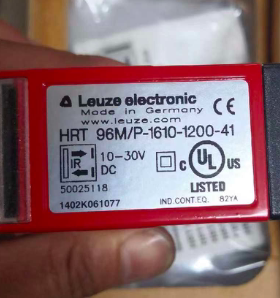 Leuze electronic
Made in Germany
www.leuze.com
CE
HRT 96M/P-1610-1200-41
IR
10-30V
DC
C UL US
LISTED
50025118
1402K061077
IND.CONT.EQ. 82YA